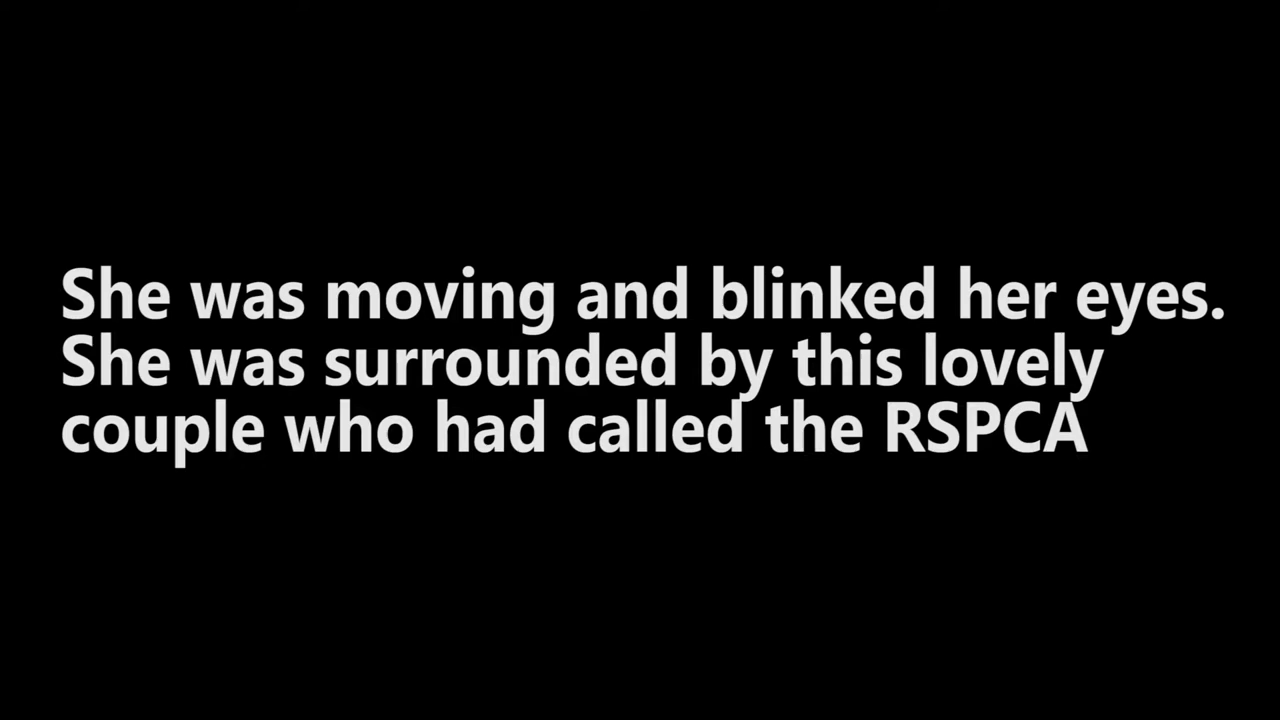 She was moving and blinked her eyes.
She was surrounded by this lovely
couple who had called the RSPCA